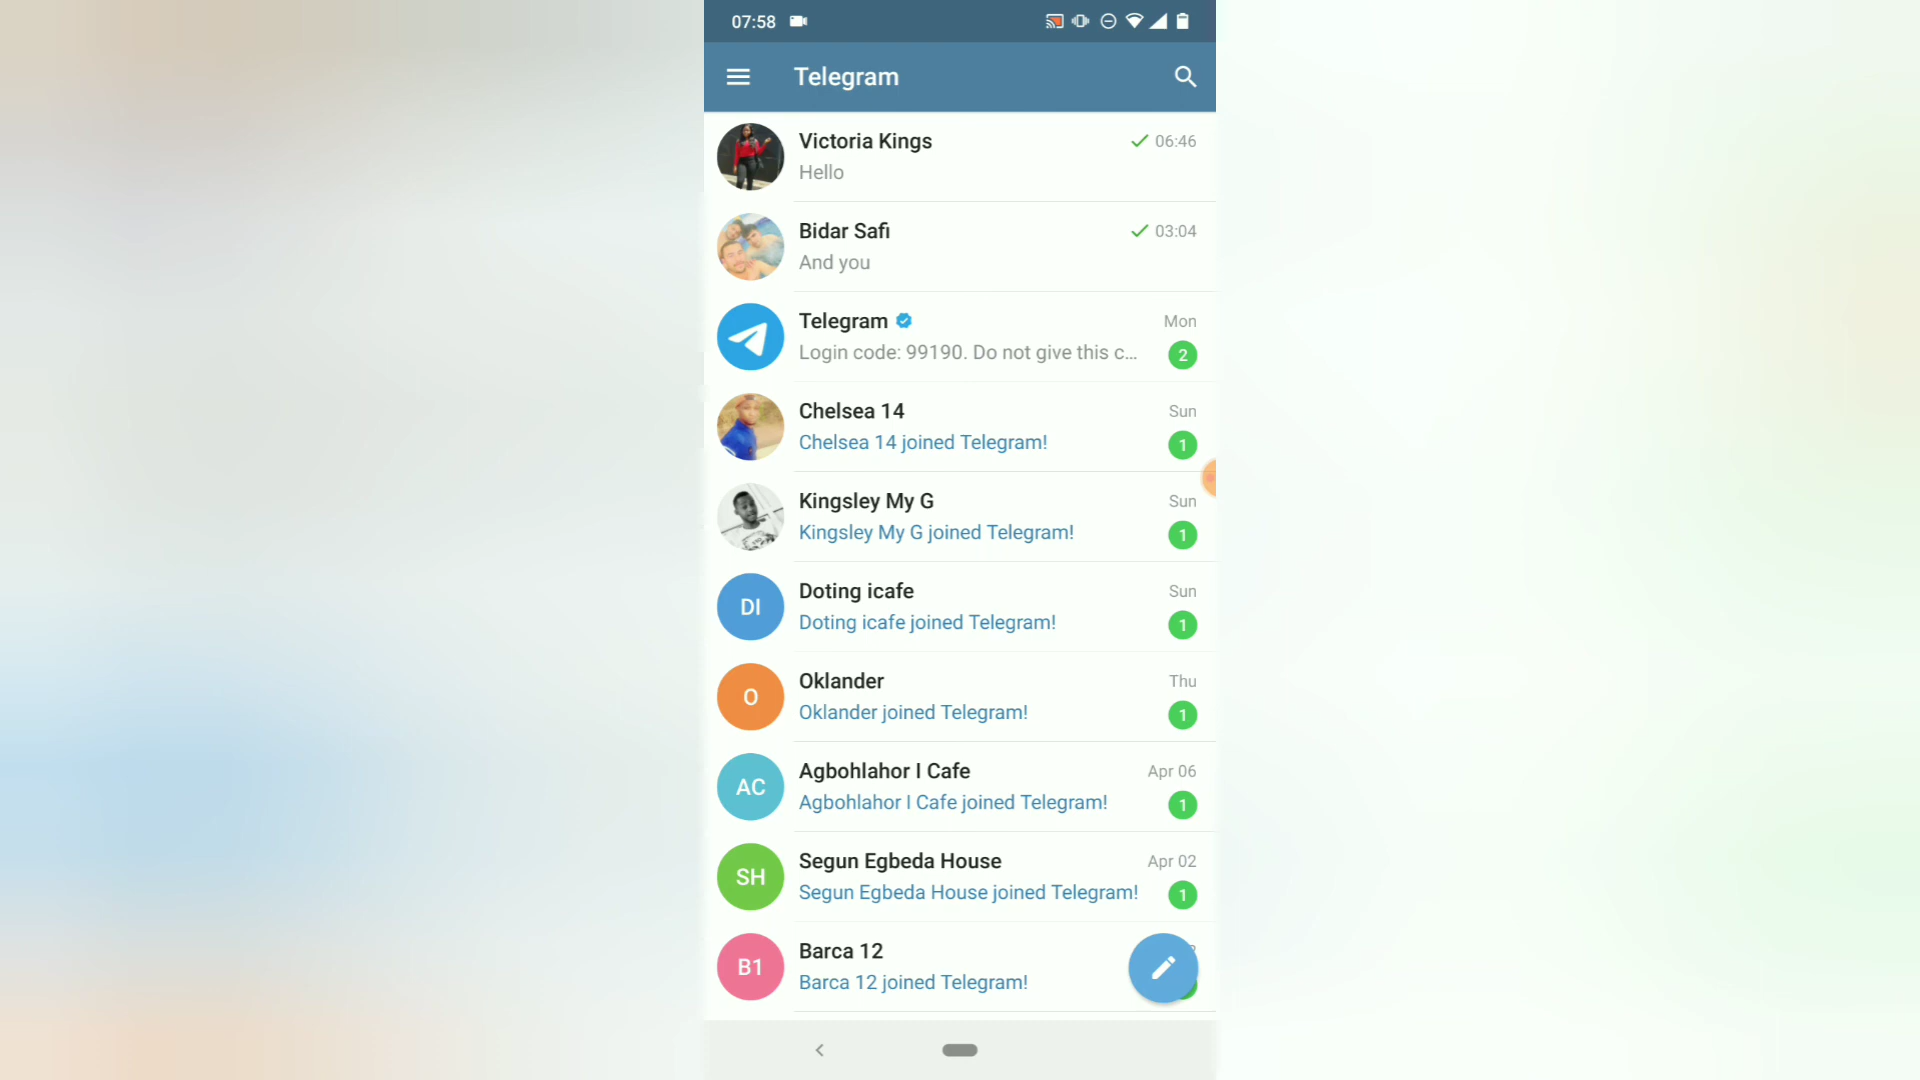 07:58
Telegram
Victoria Kings 06:46
Hello
Bidar Safi 03:04
And you
Telegram Mon
Login code: 99190. Do not give this c... 2
Chelsea 14 Sun
Chelsea 14 joined Telegram! 1
Kingsley My G Sun
Kingsley My G joined Telegram! 1
DI
Doting icafe Sun
Doting icafe joined Telegram! 1
O
Oklander Thu
Oklander joined Telegram! 1
AC
Agbohlahor I Cafe Apr 06
Agbohlahor I Cafe joined Telegram! 1
SH
Segun Egbeda House Apr 02
Segun Egbeda House joined Telegram! 1
B1
Barca 12
Barca 12 joined Telegram!